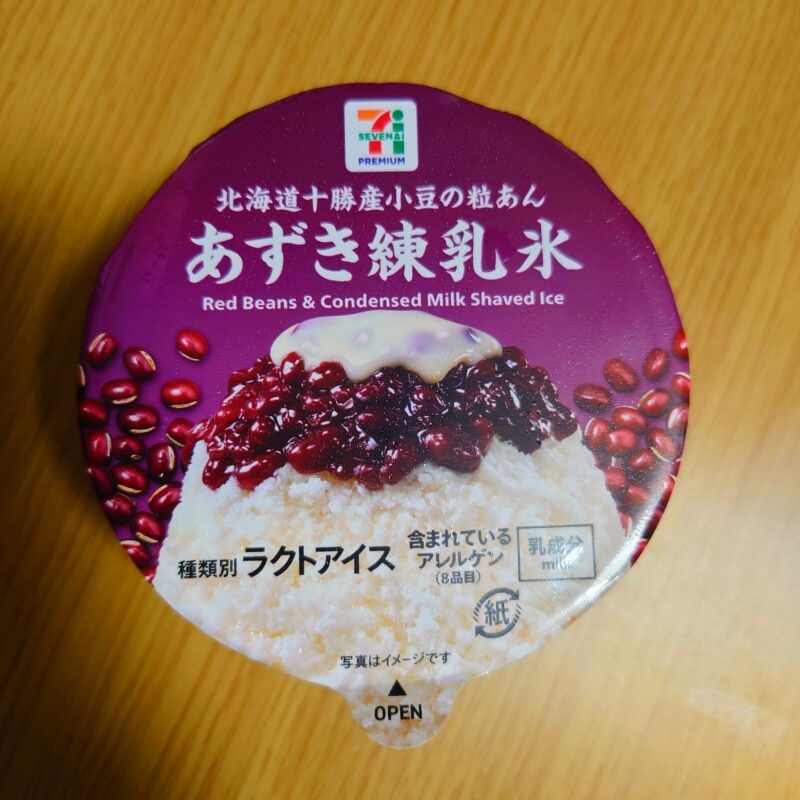 SEVEN&i
PREMIUM
北海道十勝産小豆の粒あん
あずき練乳氷
Red Beans & Condensed Milk Shaved Ice
種類別 ラクトアイス
含まれている
アレルゲン
(8品目)
乳成分
milk
紙
写真はイメージです
▲
OPEN